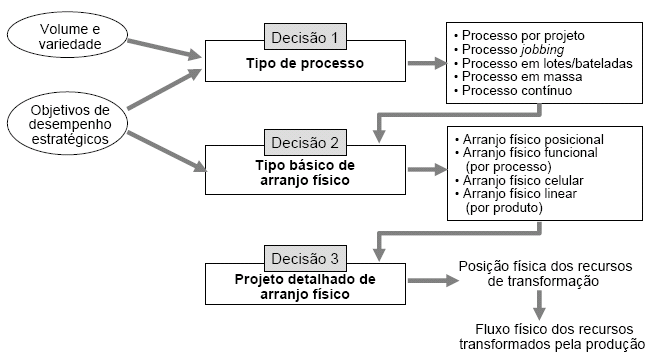 Volume e
variedade
Objetivos de
desempenho
estratégicos
Decisão 1
Tipo de processo
• Processo por projeto
• Processo jobbing
• Processo em lotes/bateladas
• Processo em massa
• Processo contínuo
Decisão 2
Tipo básico de
arranjo físico
• Arranjo físico posicional
• Arranjo físico funcional
(por processo)
• Arranjo físico celular
• Arranjo físico linear
(por produto)
Decisão 3
Projeto detalhado de
arranjo físico
Posição física dos recursos
de transformação
Fluxo físico dos recursos
transformados pela produção